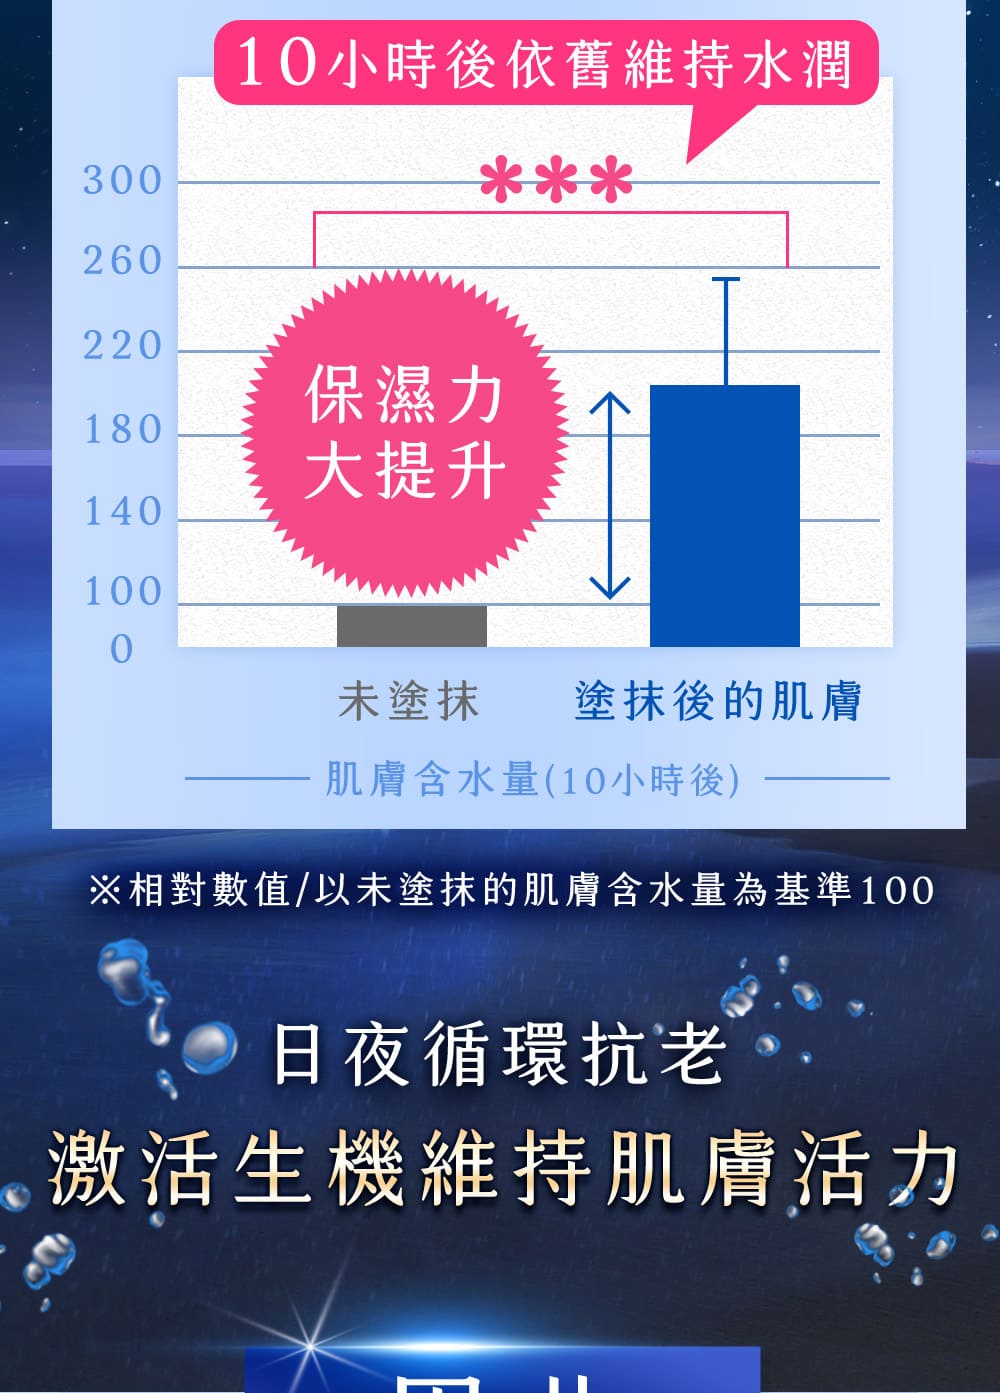 10小時後依舊維持水潤
***
300
260
220
180
140
100
0
保濕力
大提升
未塗抹
塗抹後的肌膚
肌膚含水量(10小時後)
※相對數值/以未塗抹的肌膚含水量為基準100
日夜循環抗老
激活生機維持肌膚活力